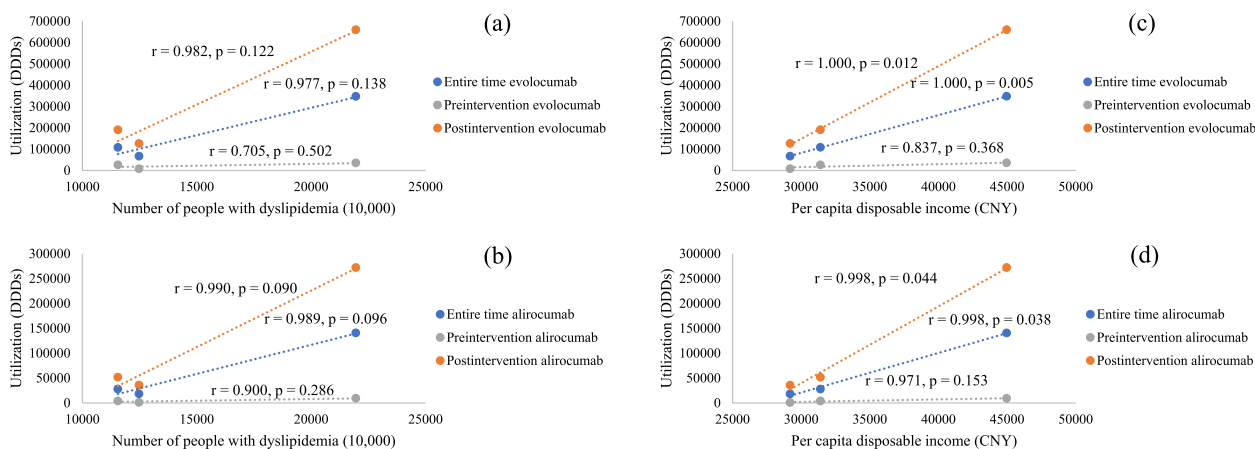 (a)
700000
600000
500000
400000
300000
200000
100000
0
Utilization (DDDs)
r = 0.982, p = 0.122
r = 0.977, p = 0.138
r = 0.705, p = 0.502
10000 15000 20000 25000
Number of people with dyslipidemia (10,000)
Entire time evolocumab
Preintervention evolocumab
Postintervention evolocumab
(c)
700000
600000
500000
400000
300000
200000
100000
0
Utilization (DDDs)
r = 1.000, p = 0.012
r = 1.000, p = 0.005
r = 0.837, p = 0.368
25000 30000 35000 40000 45000 50000
Per capita disposable income (CNY)
Entire time evolocumab
Preintervention evolocumab
Postintervention evolocumab
(b)
300000
250000
200000
150000
100000
50000
0
Utilization (DDDs)
r = 0.990, p = 0.090
r = 0.989, p = 0.096
r = 0.900, p = 0.286
10000 15000 20000 25000
Number of people with dyslipidemia (10,000)
Entire time alirocumab
Preintervention alirocumab
Postintervention alirocumab
(d)
300000
250000
200000
150000
100000
50000
0
Utilization (DDDs)
r = 0.998, p = 0.044
r = 0.998, p = 0.038
r = 0.971, p = 0.153
25000 30000 35000 40000 45000 50000
Per capita disposable income (CNY)
Entire time alirocumab
Preintervention alirocumab
Postintervention alirocumab